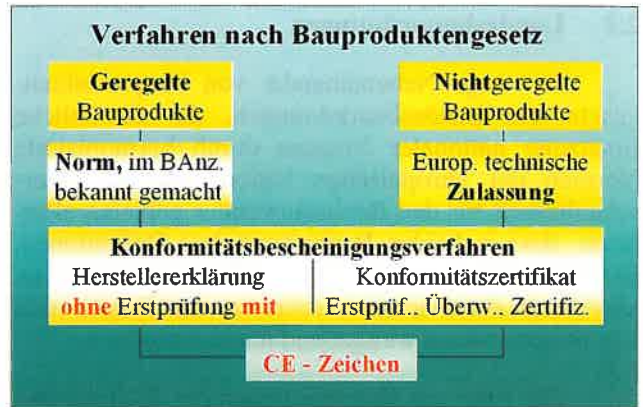 Verfahren nach Bauproduktengesetz
Geregelte
Bauprodukte
Nichtgeregelte
Bauprodukte
Norm, im BAnz.
bekannt gemacht
Europ. technische
Zulassung
Konformitätsbescheinigungsverfahren
Herstellererklärung
ohne Erstprüfung mit
Konformitätszertifikat
Erstprüf.. Überw.. Zertifiz.
CE - Zeichen